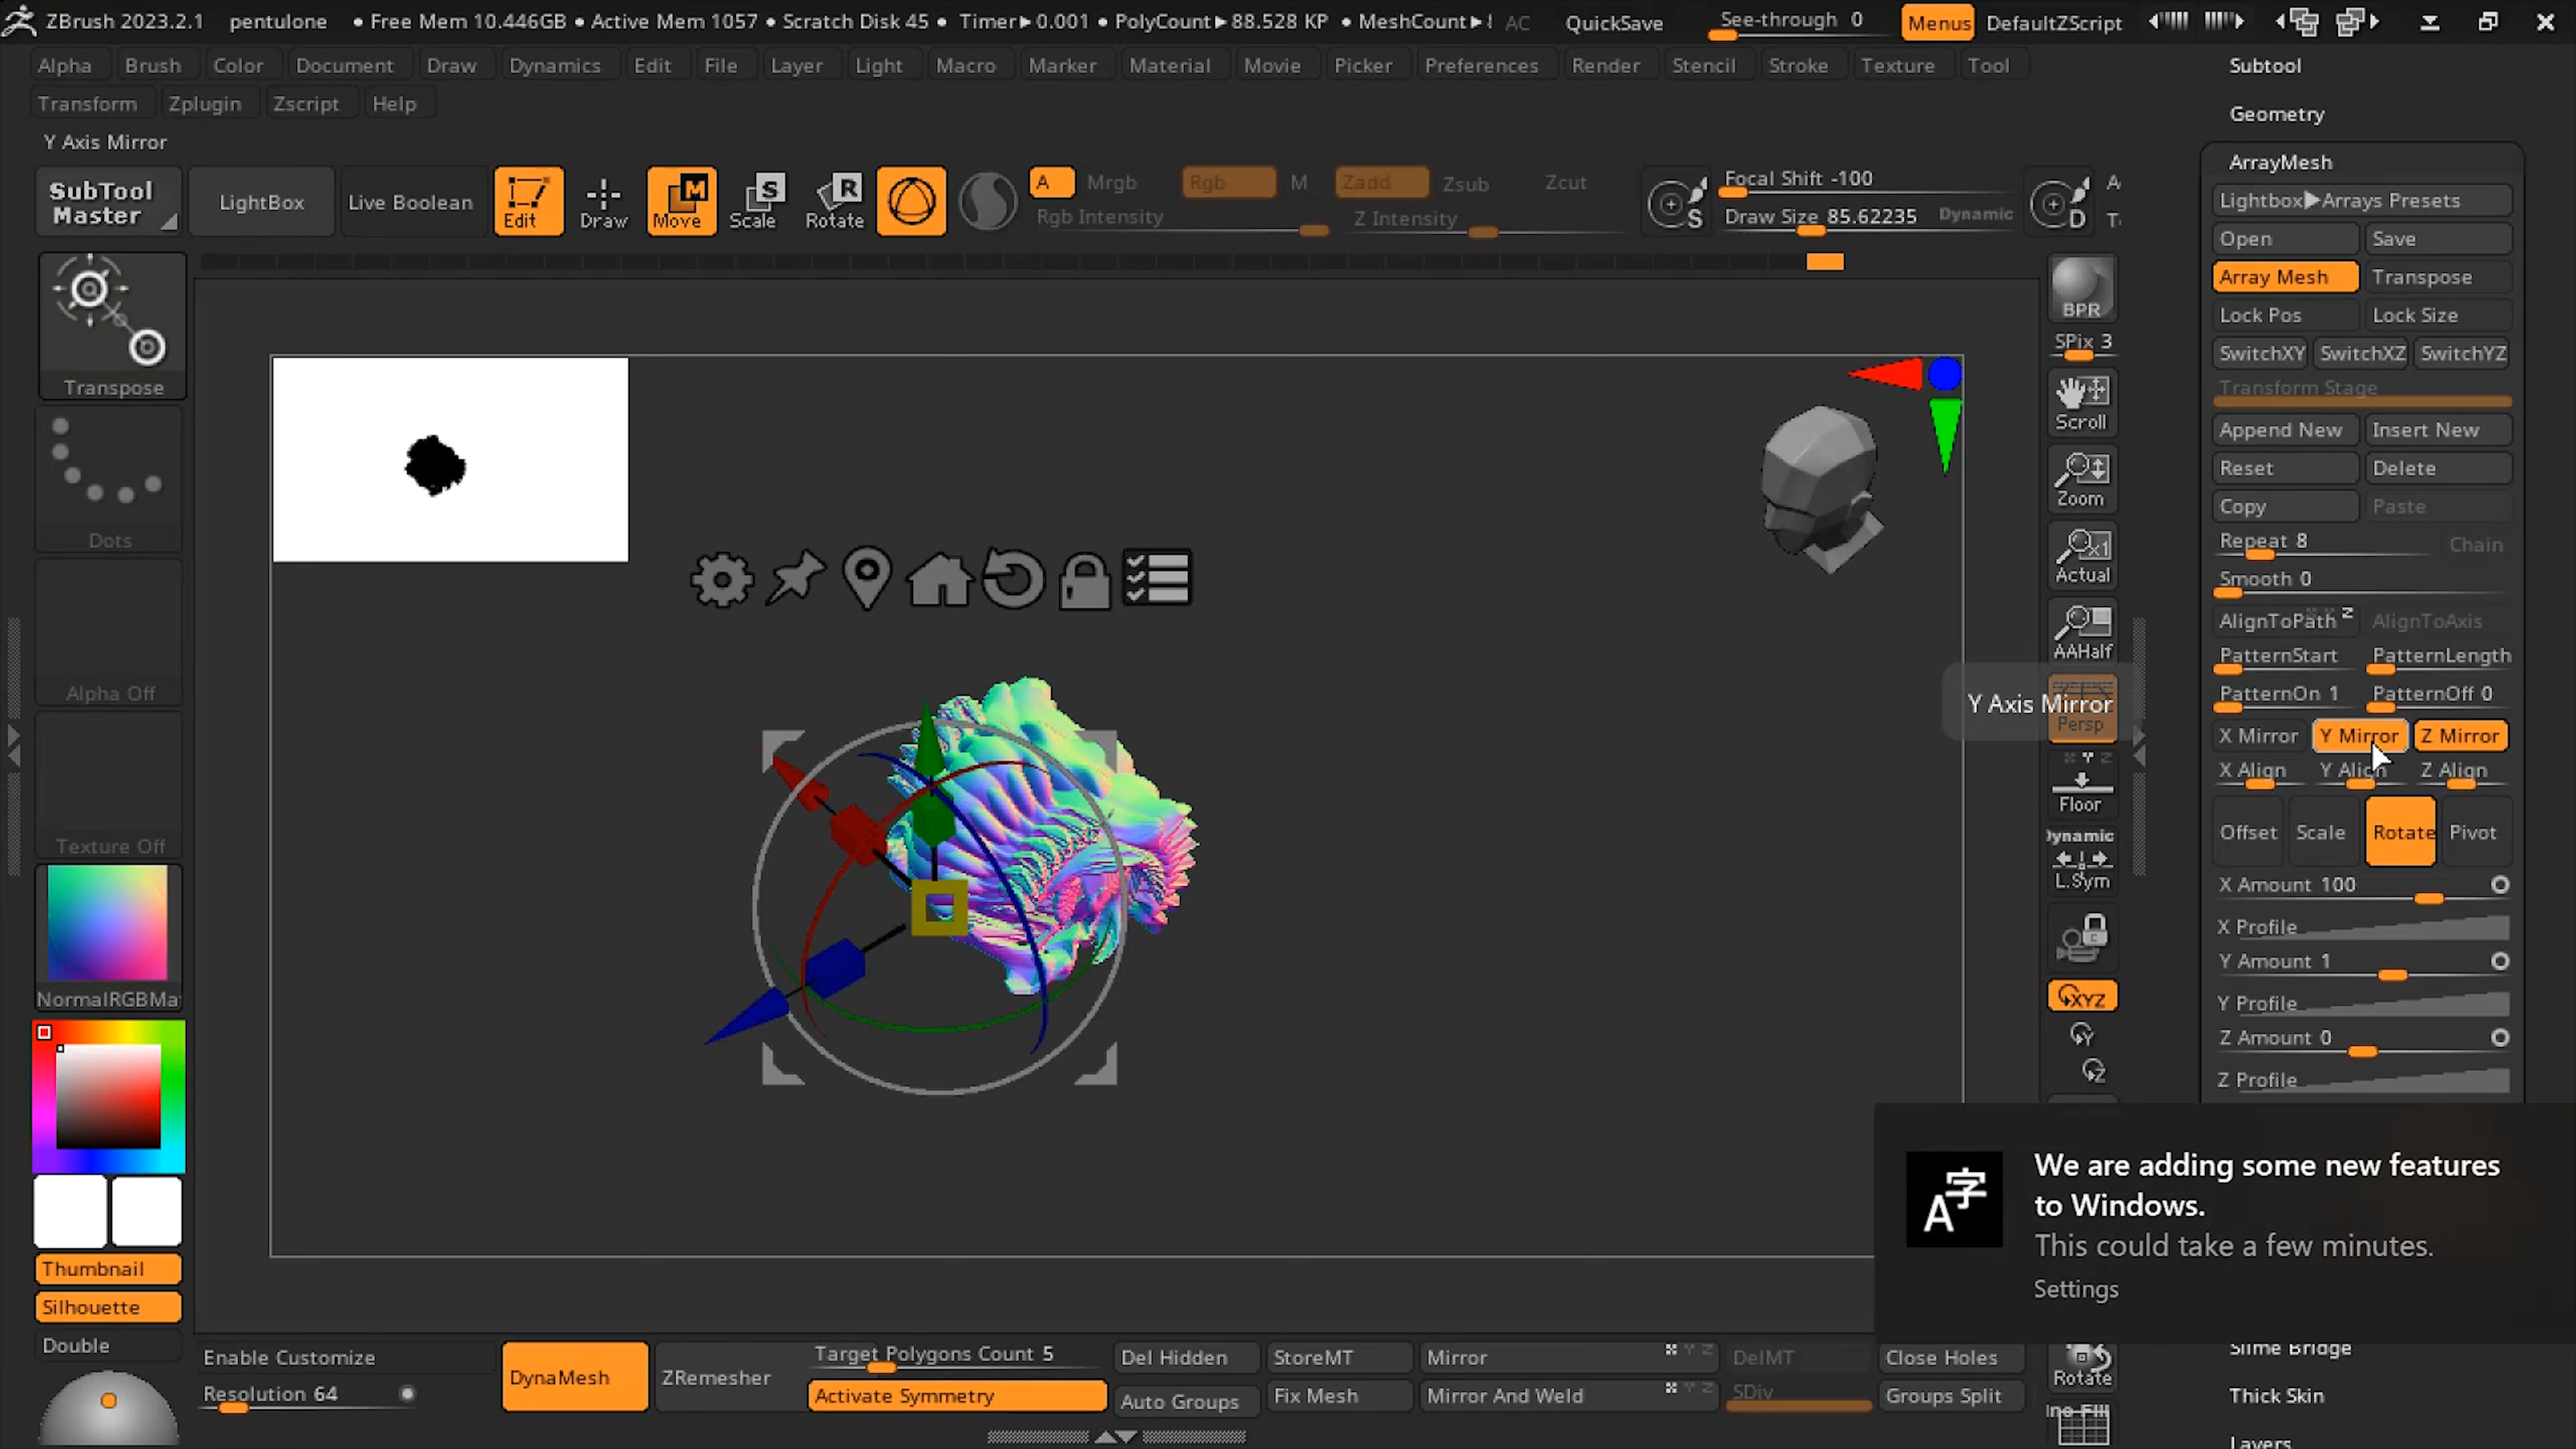 ZBrush 2023.2.1 pentulone • Free Mem 10.446GB • Active Mem 1057 • Scratch Disk 45 • Timer▶0.001 • PolyCount▶88.528 KP • MeshCount▶ AC QuickSave See-through 0 Menus DefaultZScript
Alpha Brush Color Document Draw Dynamics Edit File Layer Light Macro Marker Material Movie Picker Preferences Render Stencil Stroke Texture Tool
Transform Zplugin Zscript Help
Y Axis Mirror
SubTool Master
LightBox
Live Boolean
Edit
Draw
Move
Scale
Rotate
A Mrgb Rgb M Zadd Zsub Zcut
Rgb Intensity Z Intensity
S
Focal Shift -100
Draw Size 85.62235 Dynamic
D
Transpose
Dots
Alpha Off
Texture Off
NormalRGBMa
Thumbnail
Silhouette
Double
BPR
SPix 3
Scroll
Zoom
Actual
AAHalf
Y Axis Mirror
Persp
Floor
Dynamic
L.Sym
XYZ
Y
Z
Rotate
Subtool
Geometry
ArrayMesh
Lightbox▶Arrays Presets
Open Save
Array Mesh Transpose
Lock Pos Lock Size
SwitchXY SwitchXZ SwitchYZ
Transform Stage
Append New Insert New
Reset Delete
Copy Paste
Repeat 8 Chain
Smooth 0
AlignToPath Z AlignToAxis
PatternStart PatternLength
PatternOn 1 PatternOff 0
X Mirror Y Mirror Z Mirror
X Align Y Align Z Align
Offset Scale Rotate Pivot
X Amount 100
X Profile
Y Amount 1
Y Profile
Z Amount 0
Z Profile
We are adding some new features
to Windows.
This could take a few minutes.
Settings
Slime Bridge
Thick Skin
Layers
Enable Customize
Resolution 64
DynaMesh
ZRemesher
Target Polygons Count 5
Activate Symmetry
Del Hidden StoreMT Mirror X Y Z DelMT Close Holes
Auto Groups Fix Mesh Mirror And Weld X Y Z SDiv Groups Split